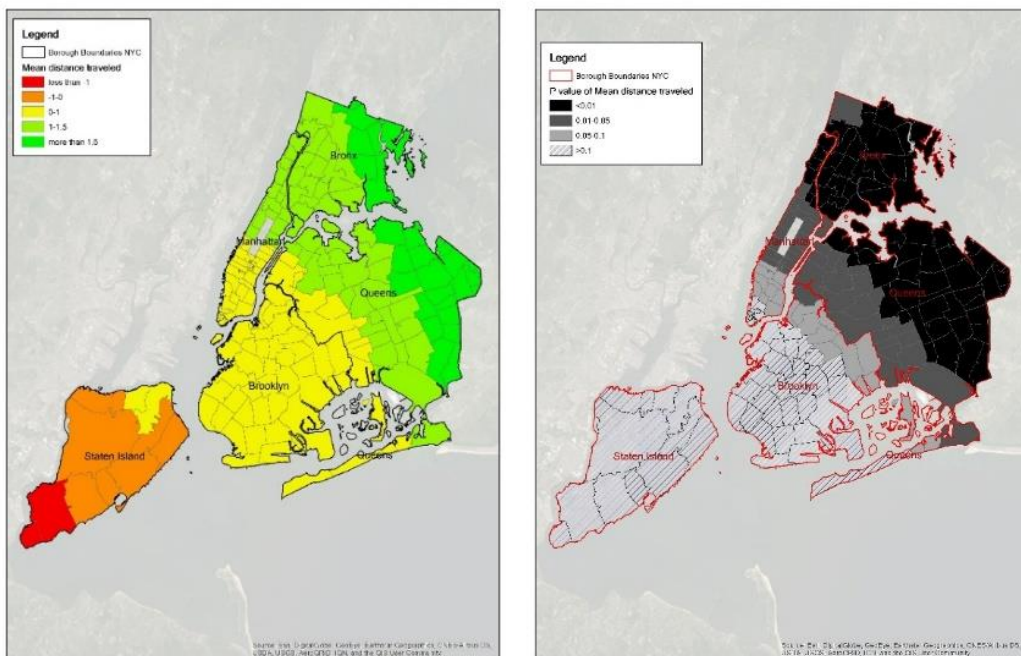 Legend
Borough Boundaries NYC
Mean distance traveled
less than -1
-1-0
0-1
1-1.5
more than 1.5
Bronx
Manhattan
Queens
Brooklyn
Staten Island
Queens
Legend
Borough Boundaries NYC
P value of Mean distance traveled
<0.01
0.01-0.05
0.05-0.1
>0.1
Bronx
Manhattan
Queens
Brooklyn
Staten Island
Queens